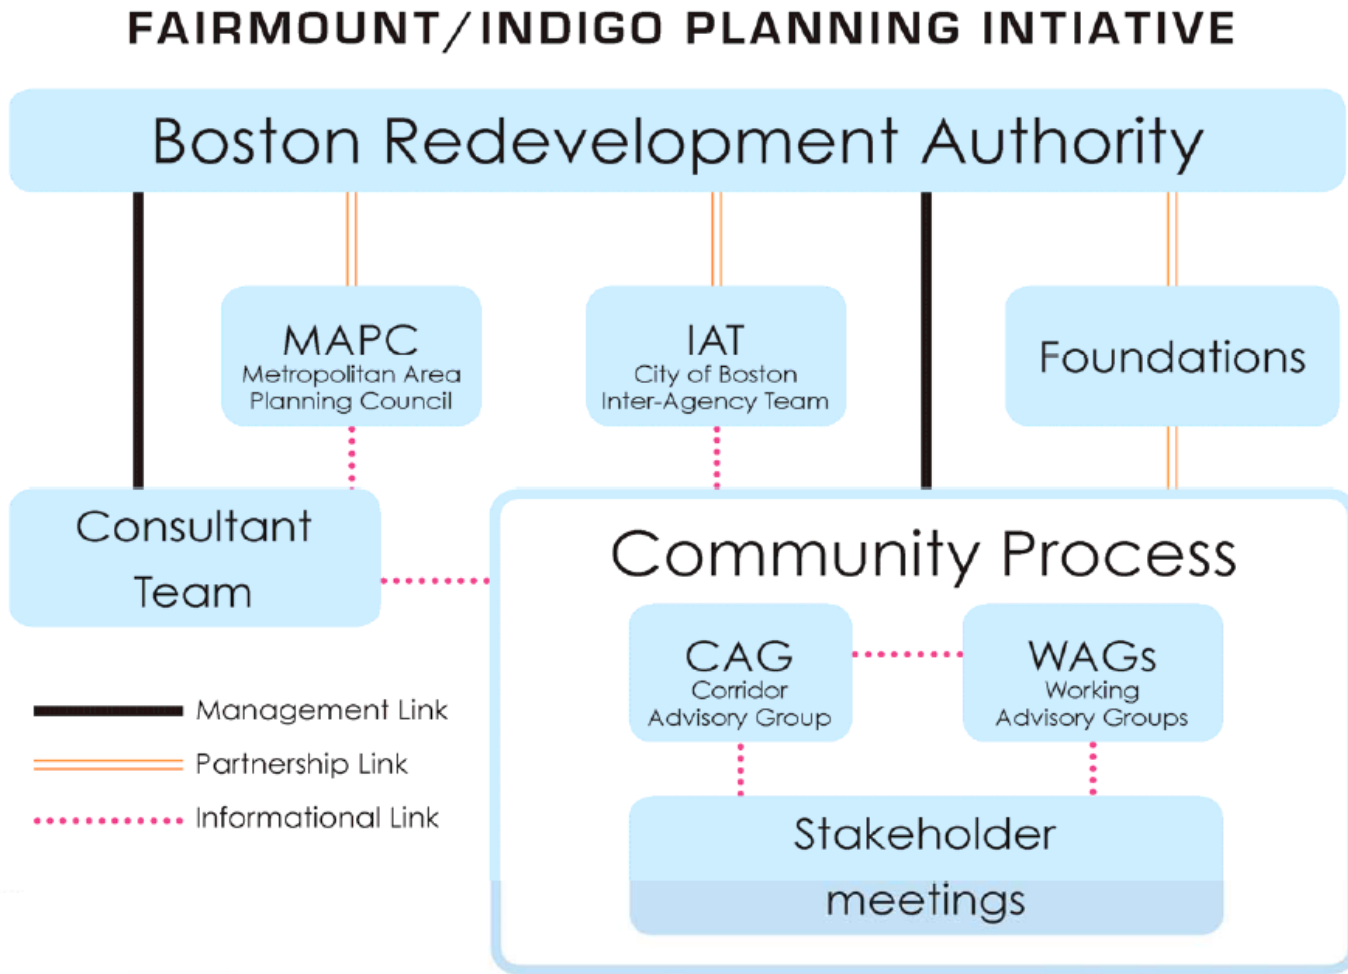 FAIRMOUNT/INDIGO PLANNING INTIATIVE
Boston Redevelopment Authority
MAPC
Metropolitan Area
Planning Council
IAT
City of Boston
Inter-Agency Team
Foundations
Consultant
Team
Community Process
CAG
Corridor
Advisory Group
WAGs
Working
Advisory Groups
Stakeholder
meetings
Management Link
Partnership Link
Informational Link